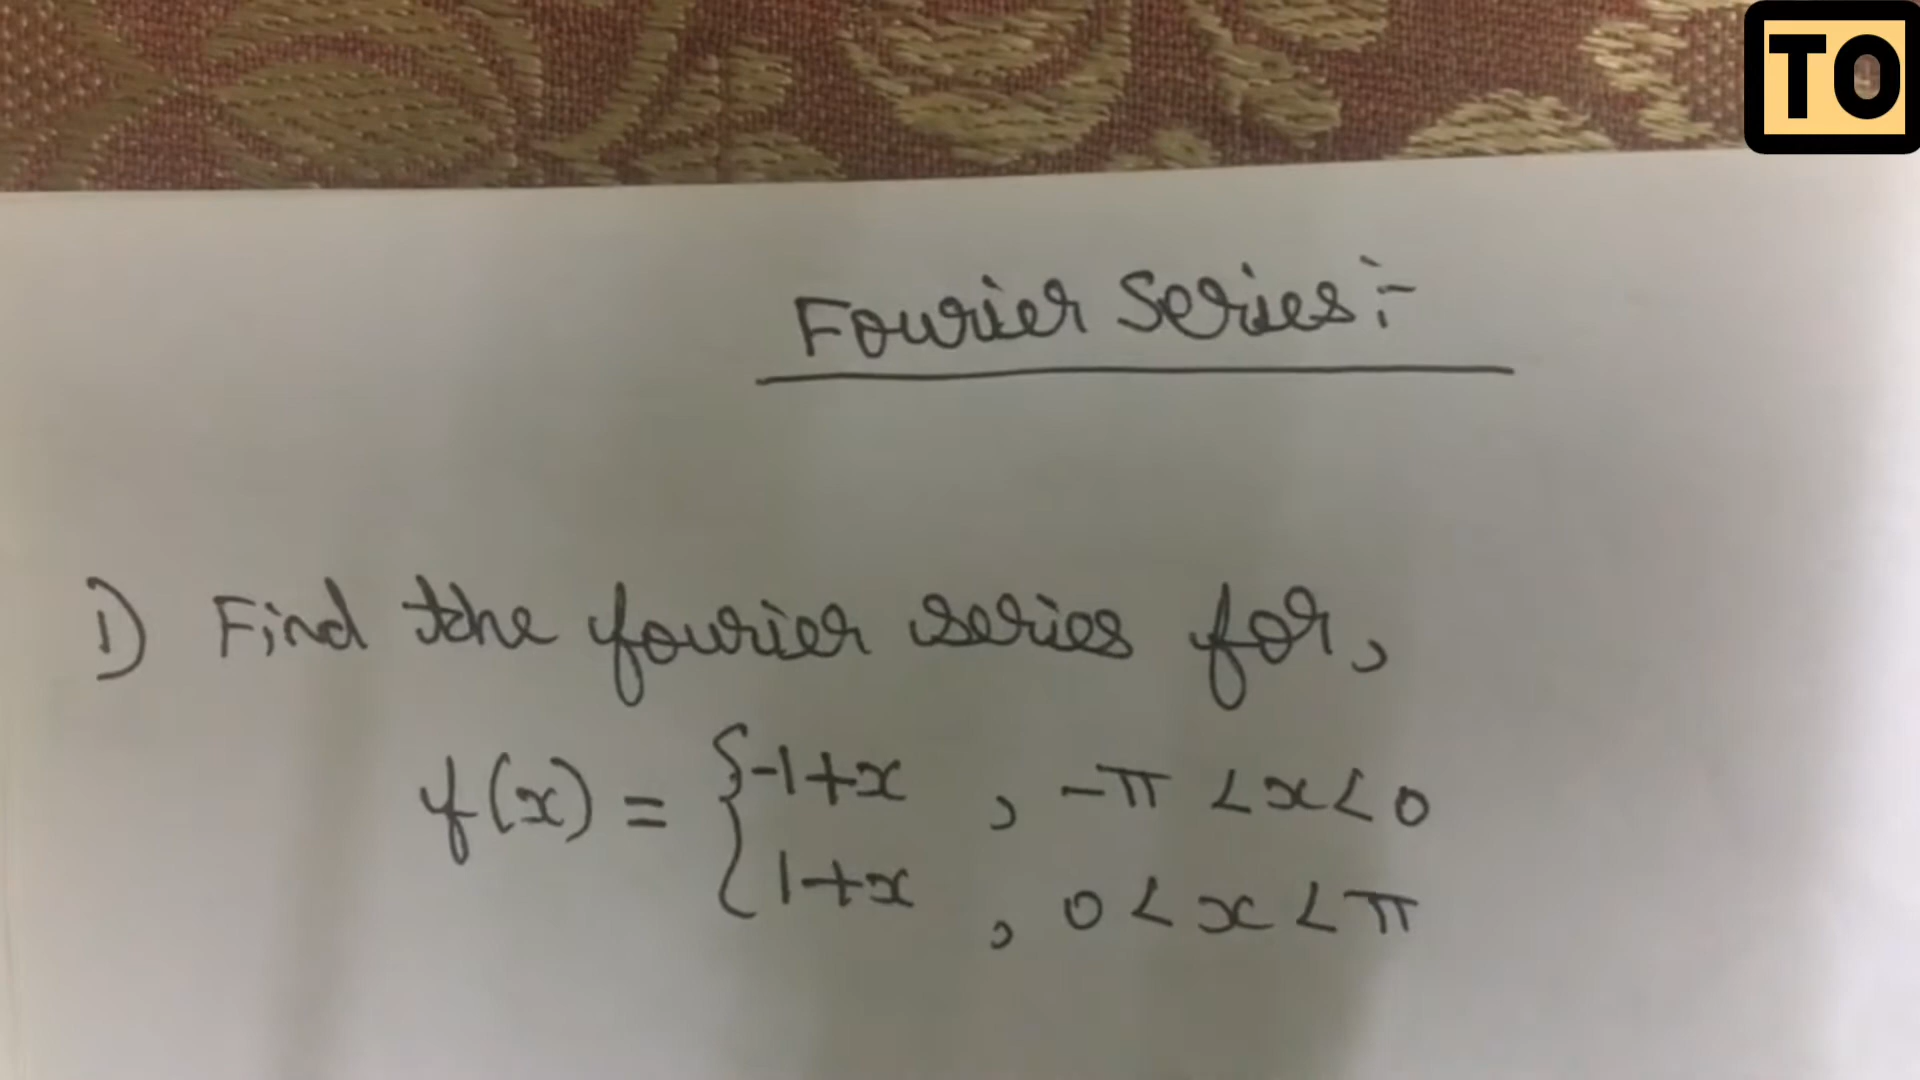 TO
Fourier Series:-
1) Find the fourier series for,
f(x) = { -1+x , -π < x < 0
1+x , 0 < x < π